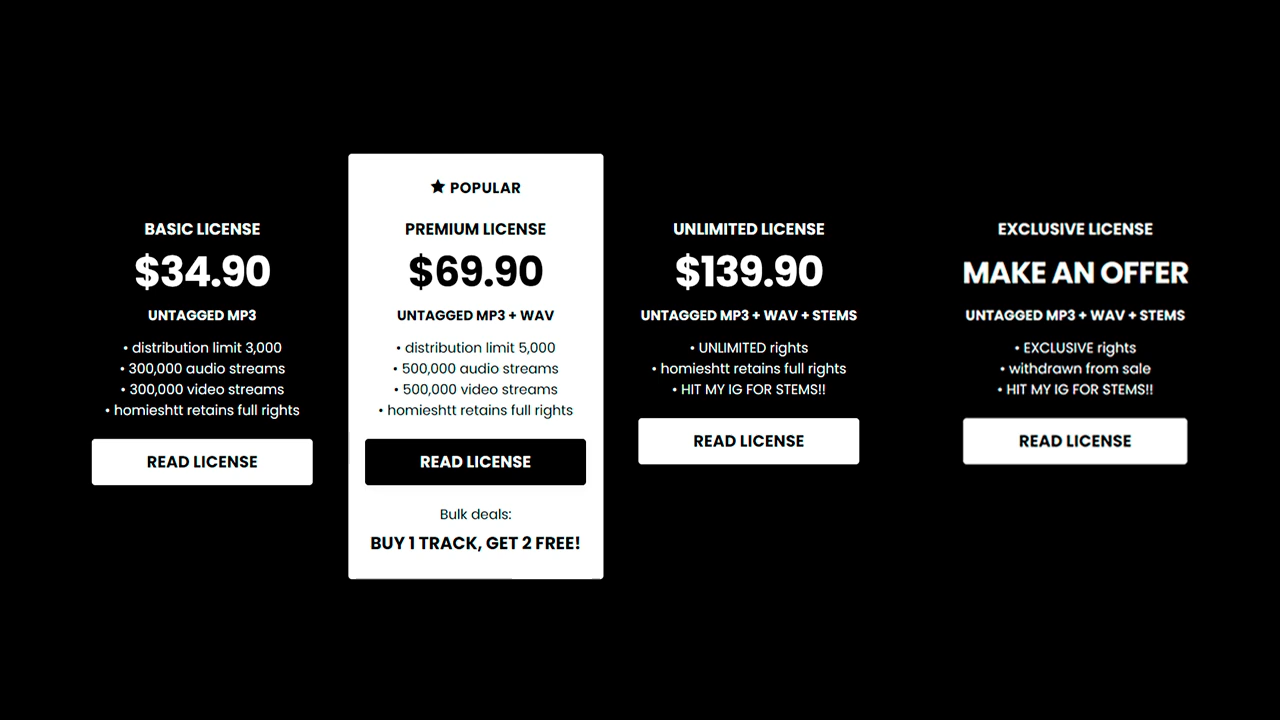 BASIC LICENSE
$34.90
UNTAGGED MP3
• distribution limit 3,000
• 300,000 audio streams
• 300,000 video streams
• homieshtt retains full rights
READ LICENSE
POPULAR
PREMIUM LICENSE
$69.90
UNTAGGED MP3 + WAV
• distribution limit 5,000
• 500,000 audio streams
• 500,000 video streams
• homieshtt retains full rights
READ LICENSE
Bulk deals:
BUY 1 TRACK, GET 2 FREE!
UNLIMITED LICENSE
$139.90
UNTAGGED MP3 + WAV + STEMS
• UNLIMITED rights
• homieshtt retains full rights
• HIT MY IG FOR STEMS!!
READ LICENSE
EXCLUSIVE LICENSE
MAKE AN OFFER
UNTAGGED MP3 + WAV + STEMS
• EXCLUSIVE rights
• withdrawn from sale
• HIT MY IG FOR STEMS!!
READ LICENSE